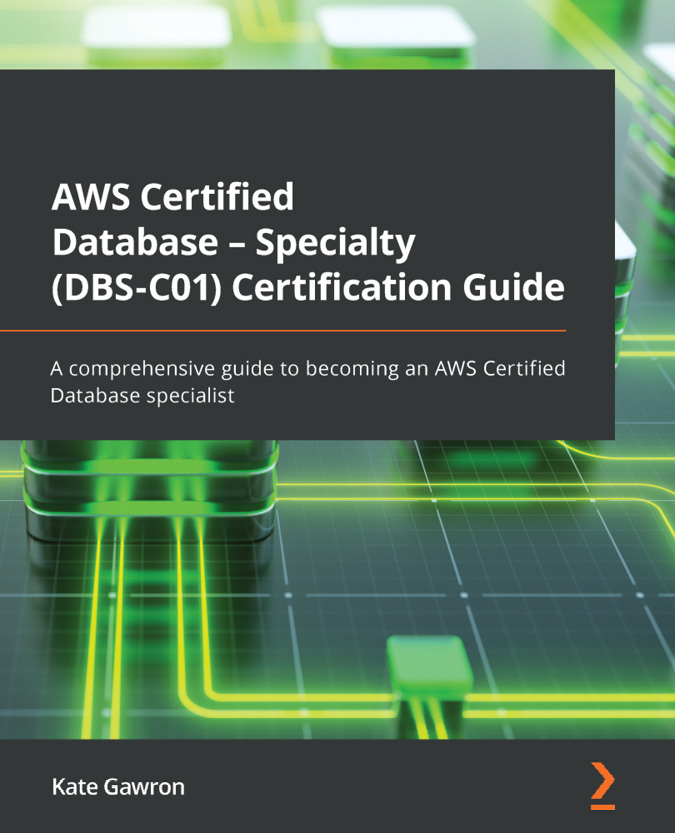 AWS Certified
Database – Specialty
(DBS-C01) Certification Guide
A comprehensive guide to becoming an AWS Certified
Database specialist
Kate Gawron